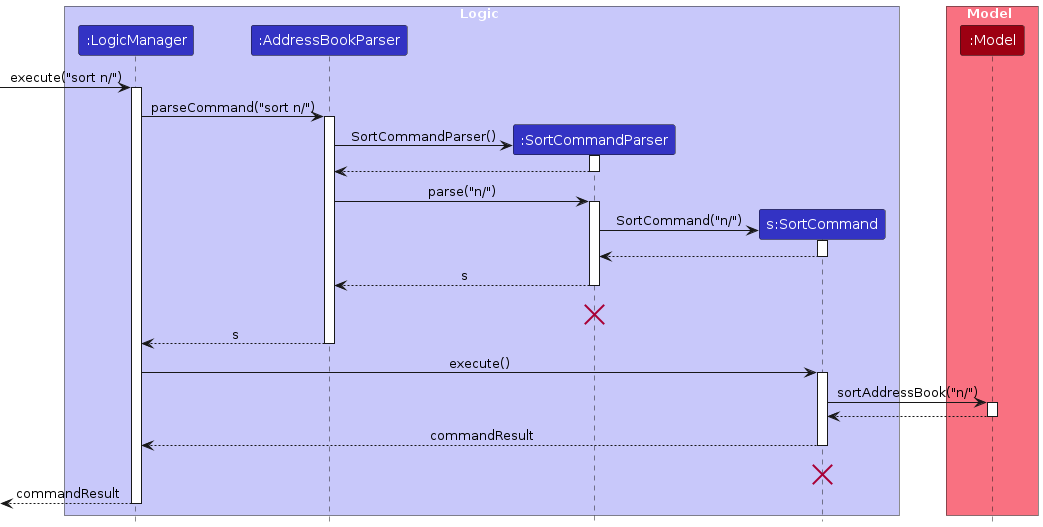 Logic
Model
:LogicManager
:AddressBookParser
:Model
execute("sort n/")
parseCommand("sort n/")
SortCommandParser()
:SortCommandParser
parse("n/")
SortCommand("n/")
s:SortCommand
s
s
execute()
sortAddressBook("n/")
commandResult
commandResult